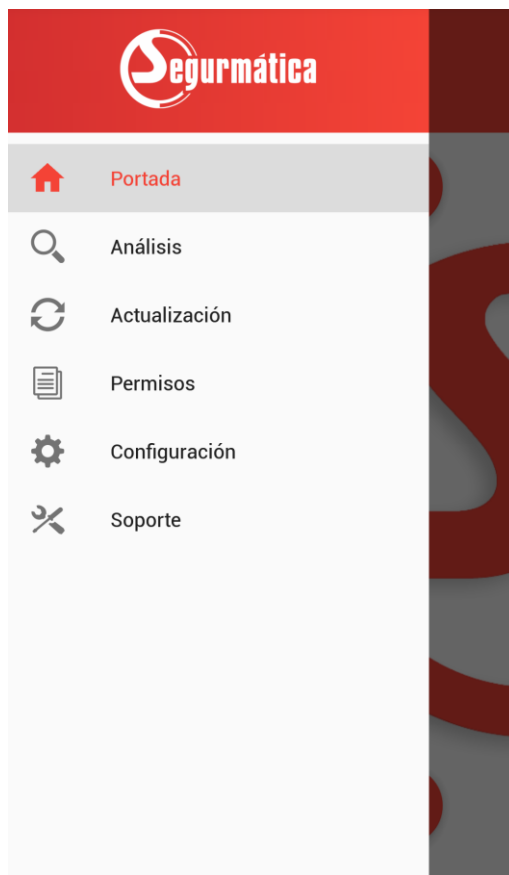 Segurmática
Portada
Análisis
Actualización
Permisos
Configuración
Soporte